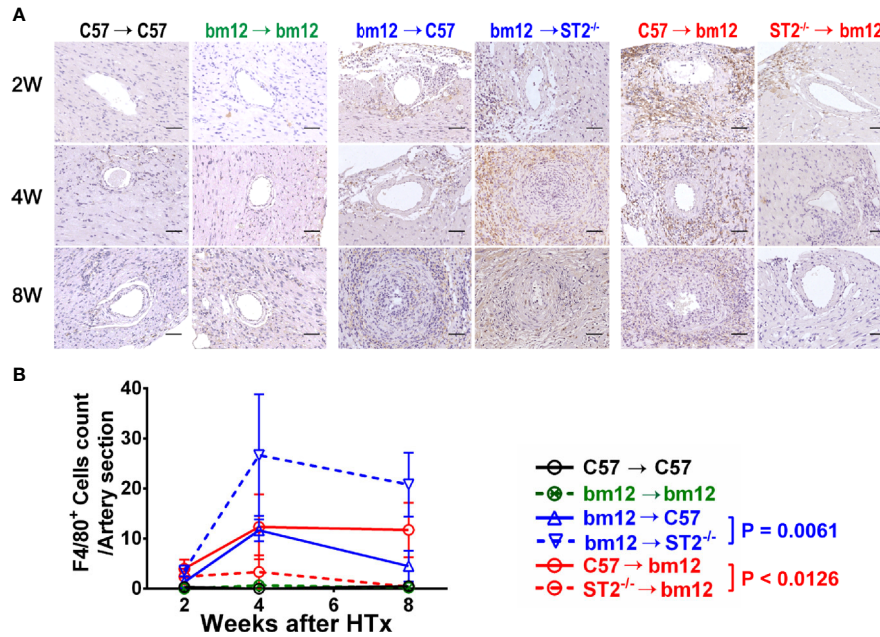 A
C57 → C57 bm12 → bm12 bm12 → C57 bm12 → ST2-/- C57 → bm12 ST2-/- → bm12
2W
4W
8W
B
F4/80+ Cells count
/Artery section
40
30
20
10
0
2 4 8
Weeks after HTx
C57 → C57
bm12 → bm12
bm12 → C57
bm12 → ST2-/-
P = 0.0061
C57 → bm12
ST2-/- → bm12
P < 0.0126